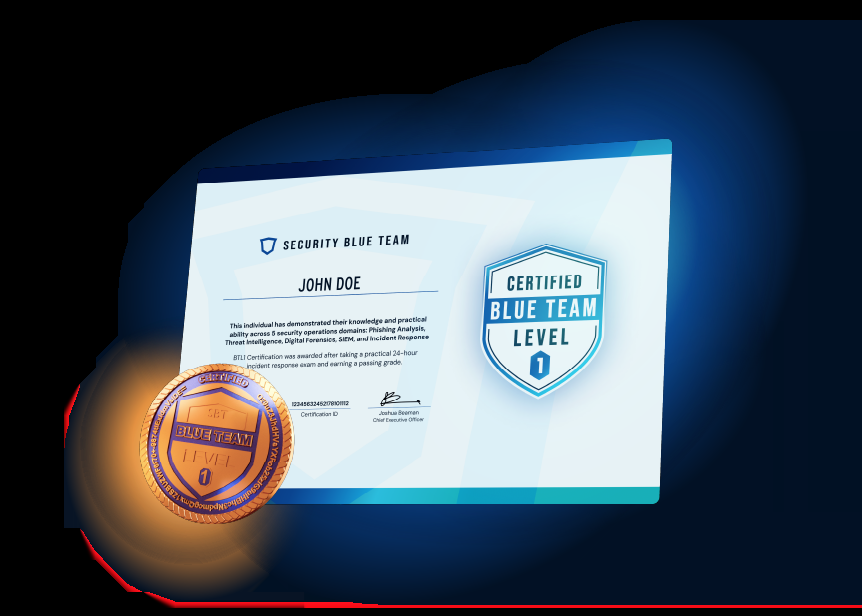 SECURITY BLUE TEAM
JOHN DOE
This individual has demonstrated their knowledge and practical
ability across 5 security operations domains: Phishing Analysis,
Threat Intelligence, Digital Forensics, SIEM, and Incident Response
BTL1 Certification was awarded after taking a practical 24-hour
incident response exam and earning a passing grade.
Certification ID
Joshua Beaman
Chief Executive Officer
CERTIFIED
BLUE TEAM
LEVEL
1
CERTIFIED
SBT
BLUE TEAM
LEVEL
1